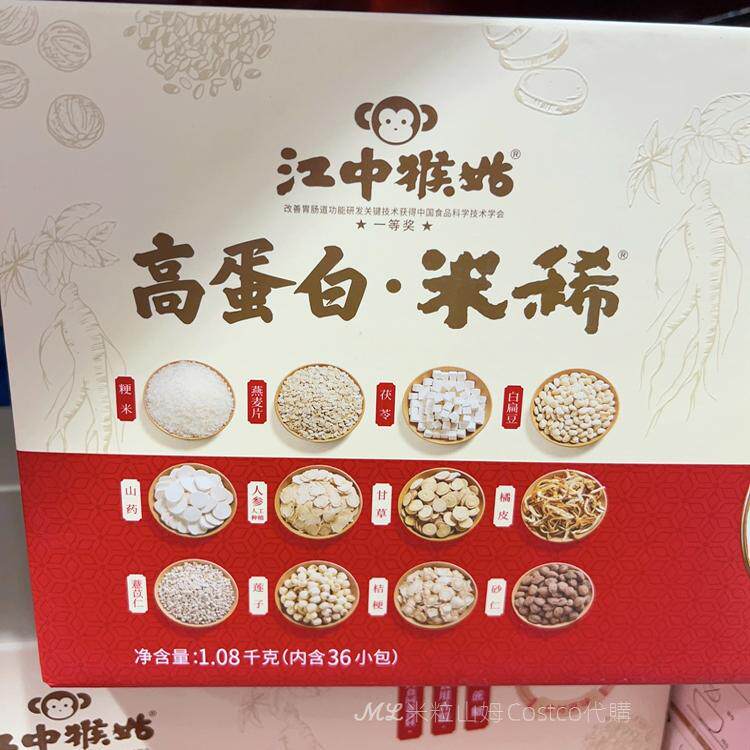 江中猴姑®
改善胃肠道功能研发关键技术获得中国食品科学技术学会
★一等奖★
高蛋白·米稀®
粳米
燕麦片
茯苓
白扁豆
山药
人参
人工种植
甘草
橘皮
薏苡仁
莲子
桔梗
砂仁
净含量:1.08千克(内含36小包)
江中猴姑
ML米粒山姆Costco代購